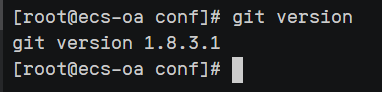 [root@ecs-oa conf]# git version
git version 1.8.3.1
[root@ecs-oa conf]#